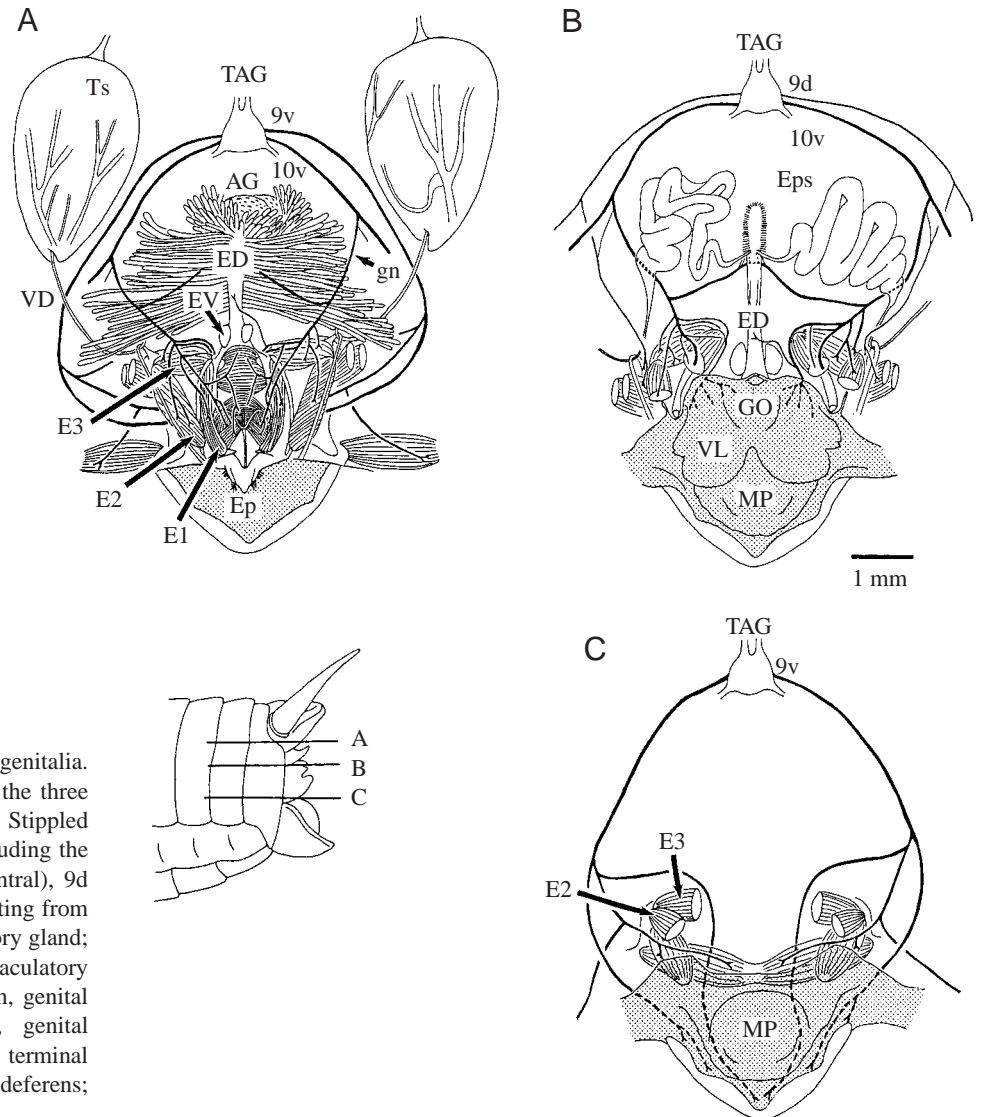 A
TAG
Ts
9v
10v
AG
ED
gn
VD
EV
E3
E2
Ep
E1
B
TAG
9d
10v
Eps
ED
GO
VL
MP
1 mm
A
B
C
C
TAG
9v
E3
E2
MP
genitalia.
the three
Stippled
uding the
ntral), 9d
ting from
ory gland;
aculatory
n, genital
, genital
terminal
deferens;